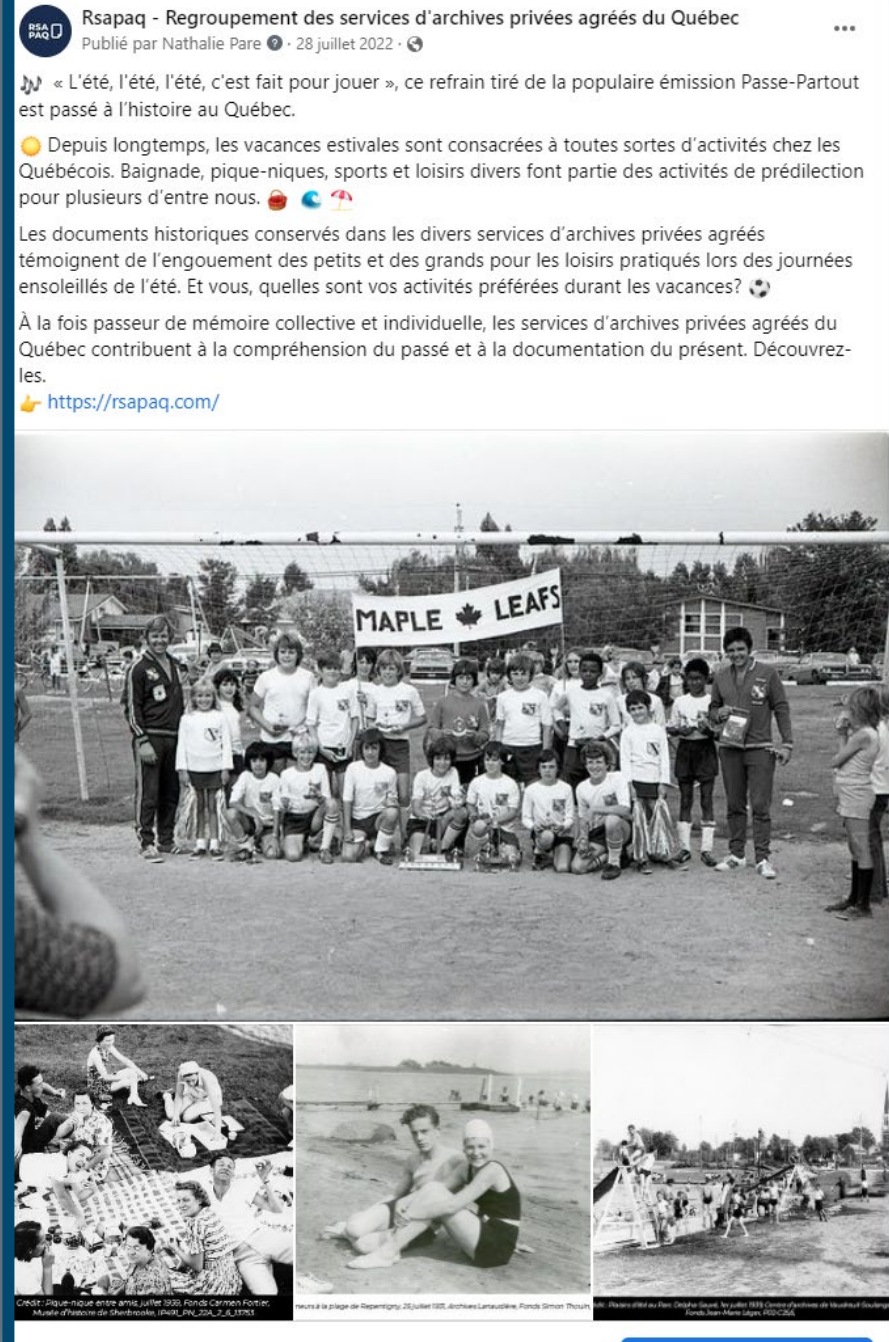 RSA
PAQ
Rsapaq - Regroupement des services d'archives privées agréés du Québec
Publié par Nathalie Pare · 28 juillet 2022 ·
🎶 « L'été, l'été, l'été, c'est fait pour jouer », ce refrain tiré de la populaire émission Passe-Partout
est passé à l'histoire au Québec.
☀️ Depuis longtemps, les vacances estivales sont consacrées à toutes sortes d'activités chez les
Québécois. Baignade, pique-niques, sports et loisirs divers font partie des activités de prédilection
pour plusieurs d'entre nous. 🧺 🌊 ⛱️
Les documents historiques conservés dans les divers services d'archives privées agréés
témoignent de l'engouement des petits et des grands pour les loisirs pratiqués lors des journées
ensoleillés de l'été. Et vous, quelles sont vos activités préférées durant les vacances? ⚽
À la fois passeur de mémoire collective et individuelle, les services d'archives privées agréés du
Québec contribuent à la compréhension du passé et à la documentation du présent. Découvrez-
les.
👉 https://rsapaq.com/
MAPLE LEAFS
Crédit : Pique-nique entre amis, juillet 1939, Fonds Carmen Fortier,
Musée d'histoire de Sherbrooke,
neurs à la plage de Repentigny, 25 juillet 1931, Archives Lanaudière, Fonds Simon Thouin,
Plaisirs d'été au Parc Delpha-Sauvé, 1er juillet 1939, Centre d'archives de Vaudreuil-Soulang
Fonds Jean-Marie Léger,